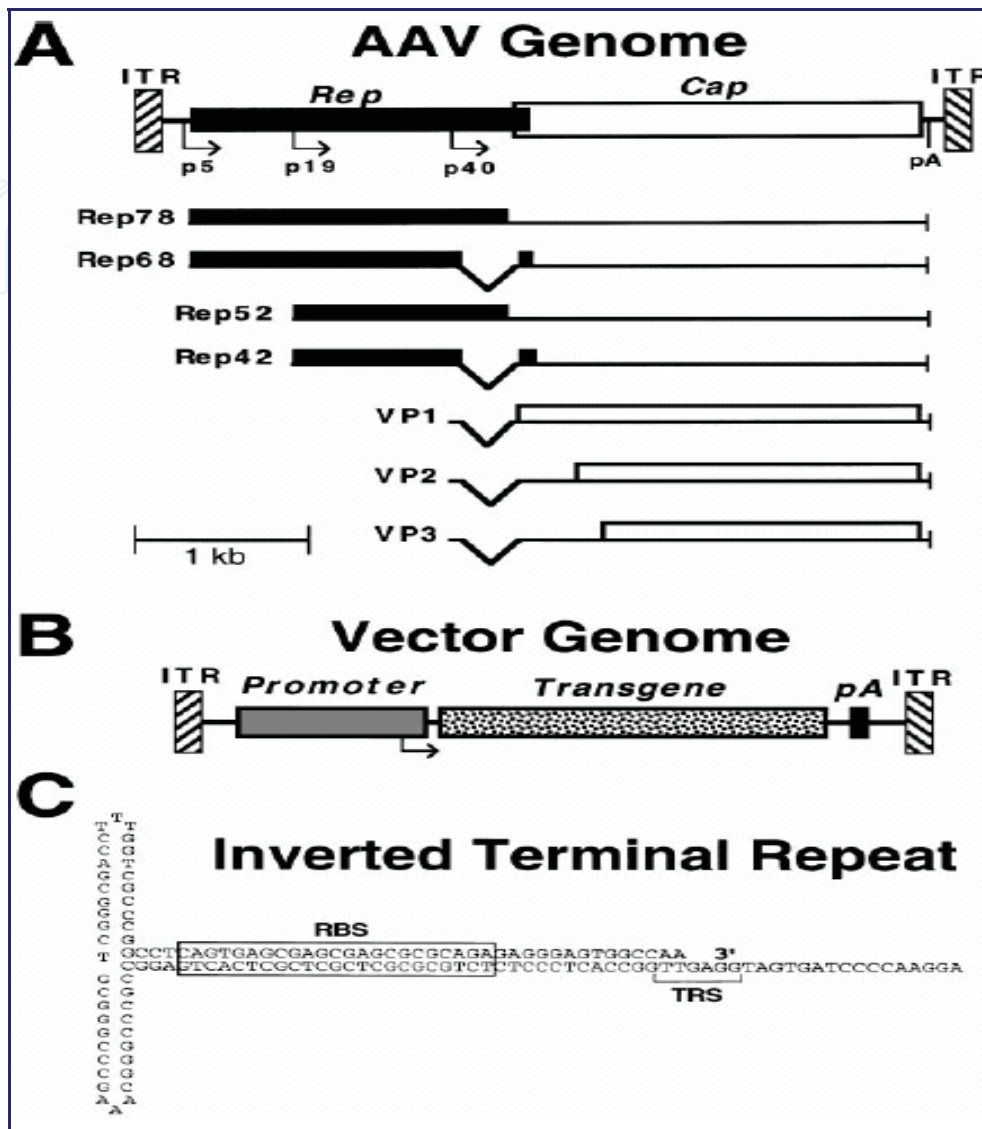 A
AAV Genome
ITR
ITR
Rep
Cap
p5
p19
p40
pA
Rep78
Rep68
Rep52
Rep42
VP1
VP2
VP3
1 kb
B
Vector Genome
ITR
Promoter
Transgene
pA
ITR
C
Inverted Terminal Repeat
RBS
GCCTCAGTGAGCGAGCGAGCGCGCAGAGAGGGAGTGGCCAA 3'
CGGAGTCACTCGCTCGCTCGCGCGTCTCTCCCTCACCGGTTGAGGTAGTGATCCCCAAGGA
TRS